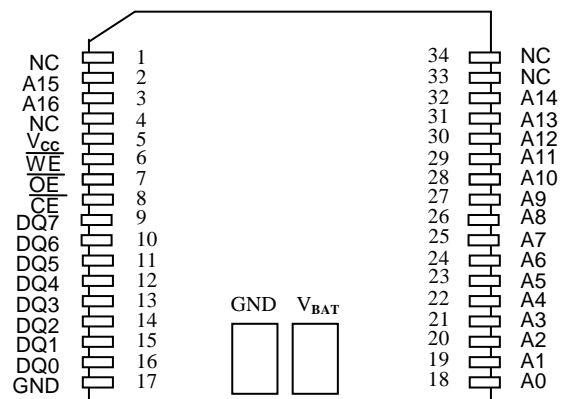 NC 1 34 NC
A15 2 33 NC
A16 3 32 A14
NC 4 31 A13
VCC 5 30 A12
WE 6 29 A11
OE 7 28 A10
CE 8 27 A9
DQ7 9 26 A8
DQ6 10 25 A7
DQ5 11 24 A6
DQ4 12 23 A5
DQ3 13 22 A4
DQ2 14 21 A3
DQ1 15 20 A2
DQ0 16 19 A1
GND 17 18 A0
GND VBAT